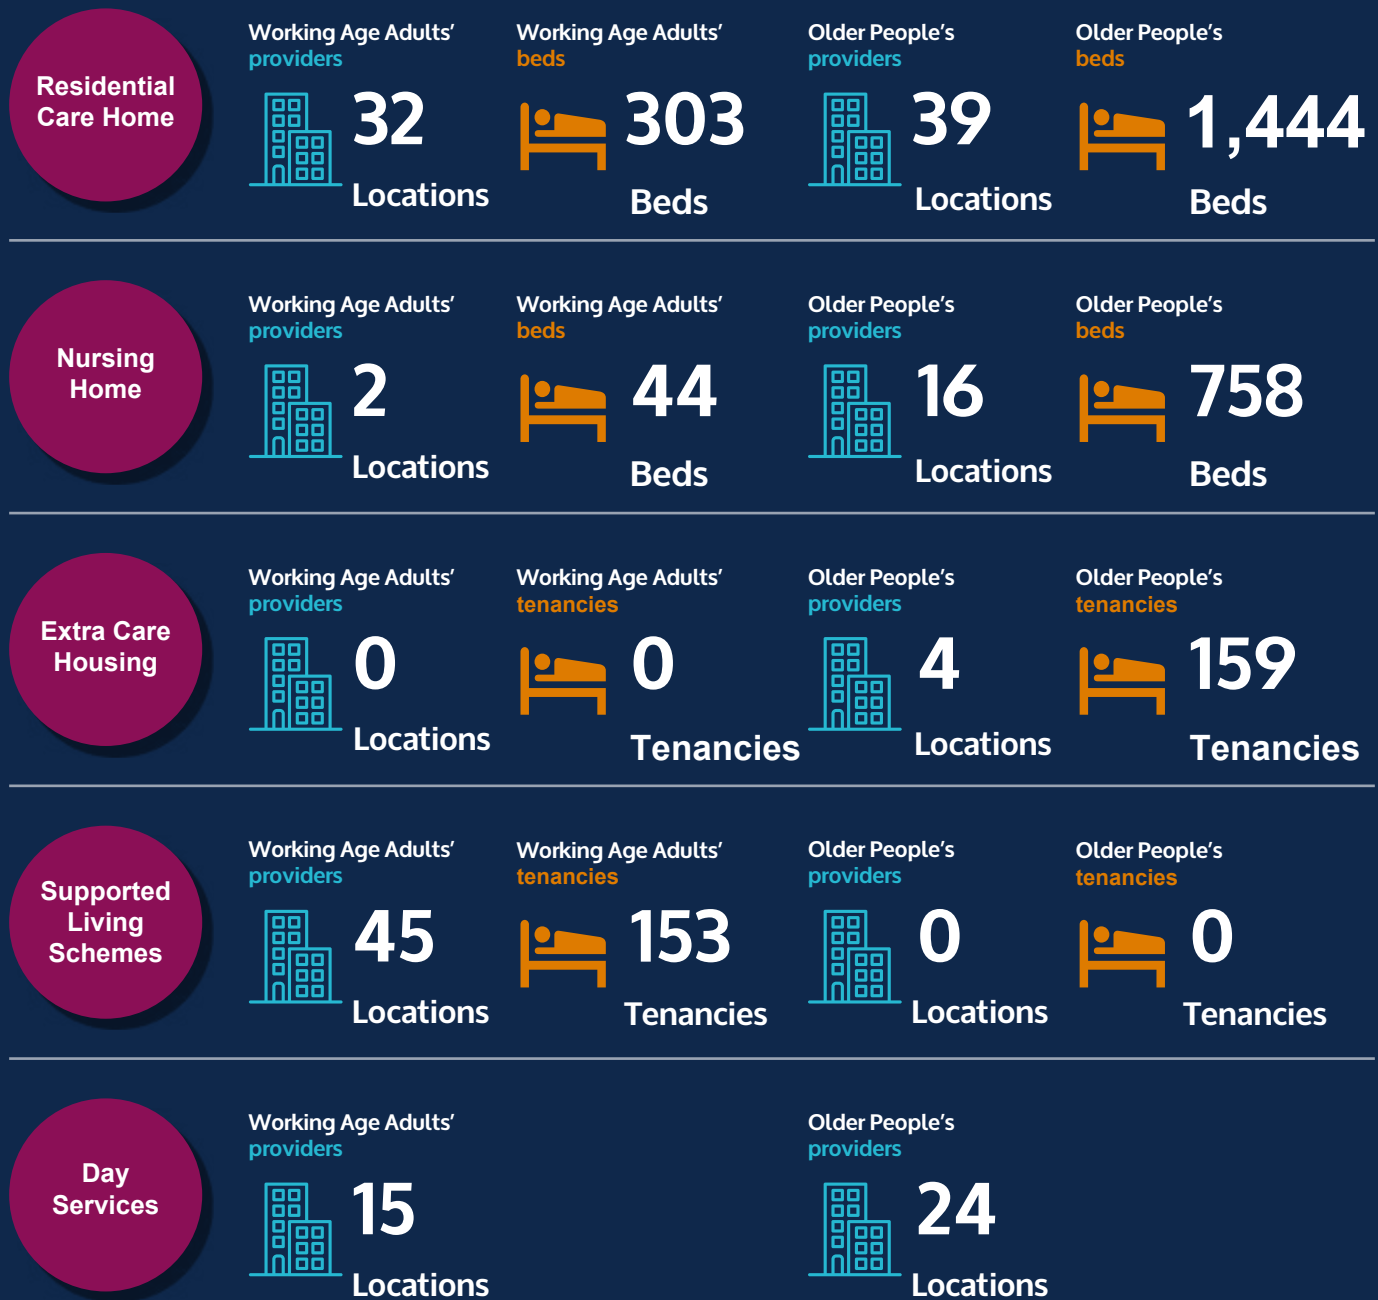 Residential
Care Home
Working Age Adults’
providers
32
Locations
Working Age Adults’
beds
303
Beds
Older People’s
providers
39
Locations
Older People’s
beds
1,444
Beds
Nursing
Home
Working Age Adults’
providers
2
Locations
Working Age Adults’
beds
44
Beds
Older People’s
providers
16
Locations
Older People’s
beds
758
Beds
Extra Care
Housing
Working Age Adults’
providers
0
Locations
Working Age Adults’
tenancies
0
Tenancies
Older People’s
providers
4
Locations
Older People’s
tenancies
159
Tenancies
Supported
Living
Schemes
Working Age Adults’
providers
45
Locations
Working Age Adults’
tenancies
153
Tenancies
Older People’s
providers
0
Locations
Older People’s
tenancies
0
Tenancies
Day
Services
Working Age Adults’
providers
15
Locations
Older People’s
providers
24
Locations